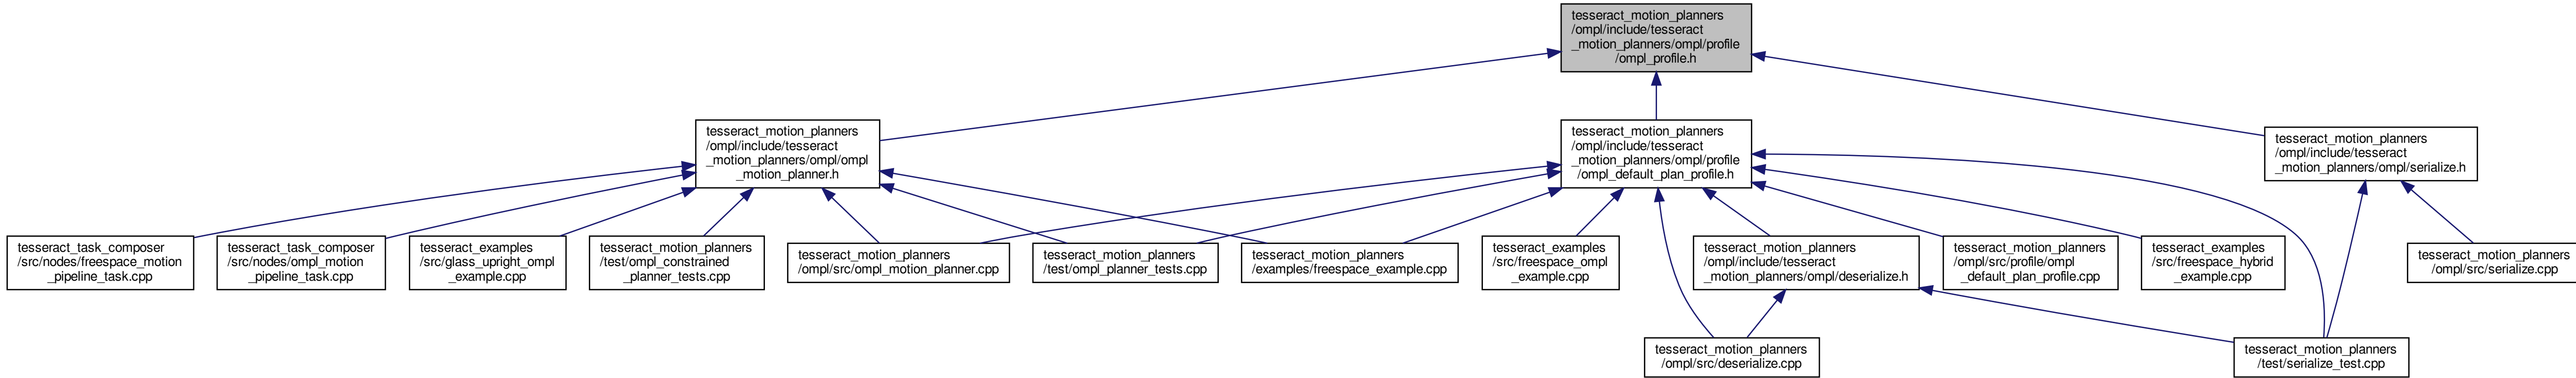 tesseract_motion_planners
/ompl/include/tesseract
_motion_planners/ompl/profile
/ompl_profile.h
tesseract_motion_planners
/ompl/include/tesseract
_motion_planners/ompl/ompl
_motion_planner.h
tesseract_motion_planners
/ompl/include/tesseract
_motion_planners/ompl/profile
/ompl_default_plan_profile.h
tesseract_motion_planners
/ompl/include/tesseract
_motion_planners/ompl/serialize.h
tesseract_task_composer
/src/nodes/freespace_motion
_pipeline_task.cpp
tesseract_task_composer
/src/nodes/ompl_motion
_pipeline_task.cpp
tesseract_examples
/src/glass_upright_ompl
_example.cpp
tesseract_motion_planners
/test/ompl_constrained
_planner_tests.cpp
tesseract_motion_planners
/ompl/src/ompl_motion_planner.cpp
tesseract_motion_planners
/test/ompl_planner_tests.cpp
tesseract_motion_planners
/examples/freespace_example.cpp
tesseract_examples
/src/freespace_ompl
_example.cpp
tesseract_motion_planners
/ompl/include/tesseract
_motion_planners/ompl/deserialize.h
tesseract_motion_planners
/ompl/src/profile/ompl
_default_plan_profile.cpp
tesseract_examples
/src/freespace_hybrid
_example.cpp
tesseract_motion_planners
/ompl/src/serialize.cpp
tesseract_motion_planners
/ompl/src/deserialize.cpp
tesseract_motion_planners
/test/serialize_test.cpp